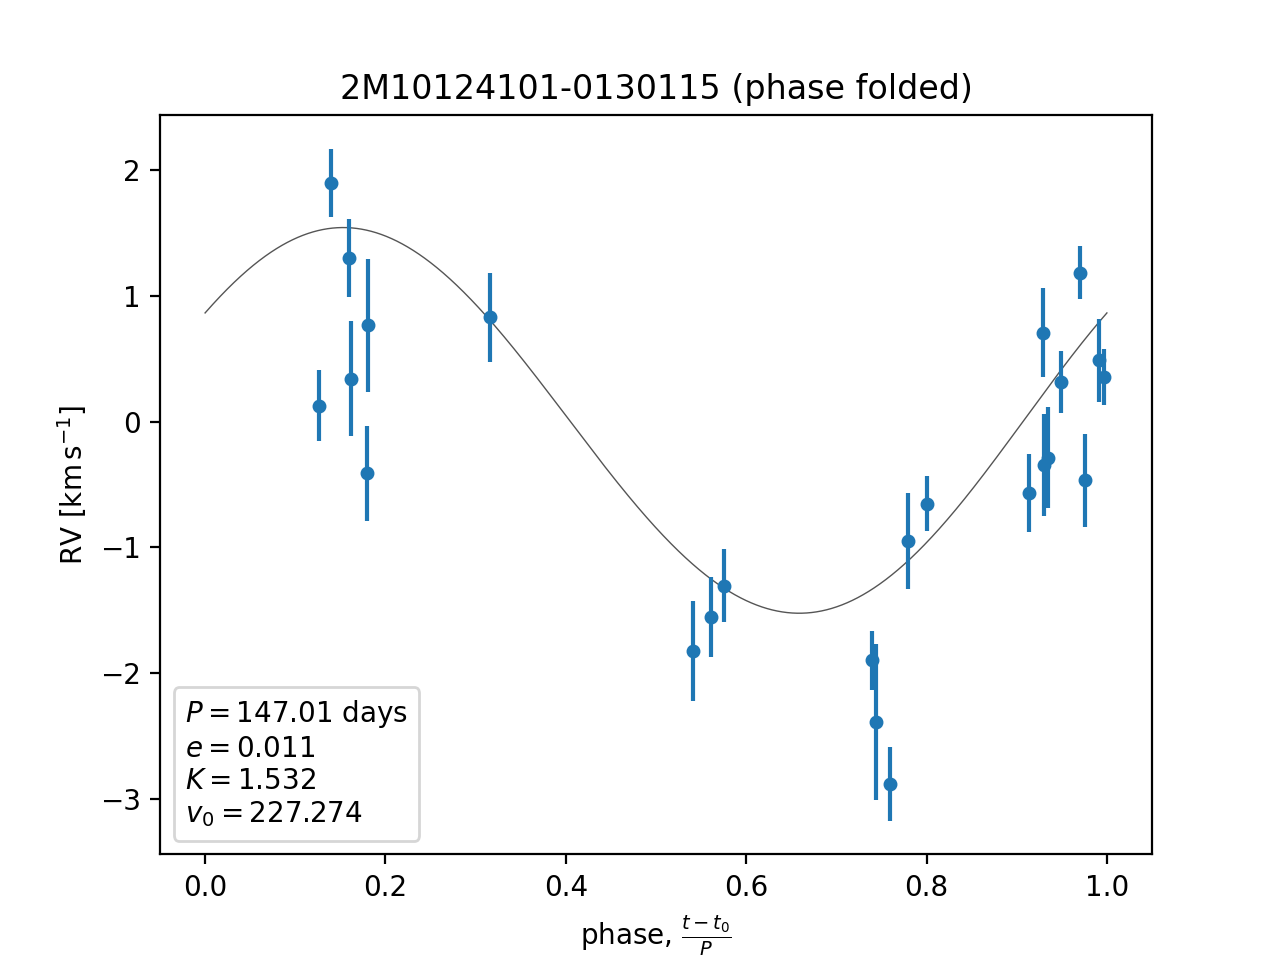 2M10124101-0130115 (phase folded)
RV [km s⁻¹]
2
1
0
−1
−2
−3
P = 147.01 days
e = 0.011
K = 1.532
v₀ = 227.274
0.0 0.2 0.4 0.6 0.8 1.0
phase, (t − t₀)/P